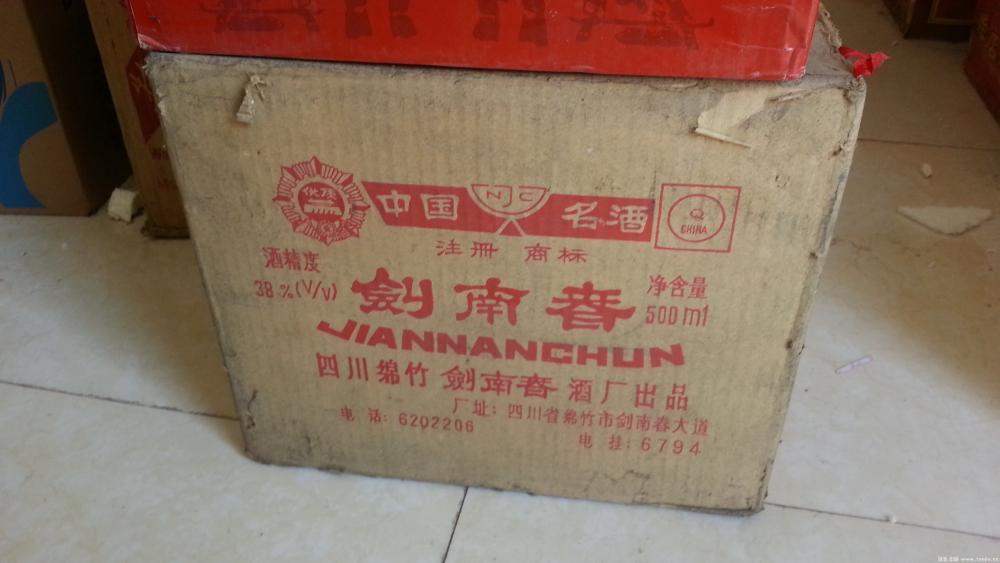 优质
中国 NJC 名酒
Q
CHINA
注册 商标
酒精度
38%(V/V)
剑南春
净含量
500ml
JIANNANCHUN
四川绵竹剑南春酒厂出品
厂址:四川省绵竹市剑南春大道
电话:6202206
电挂:6794